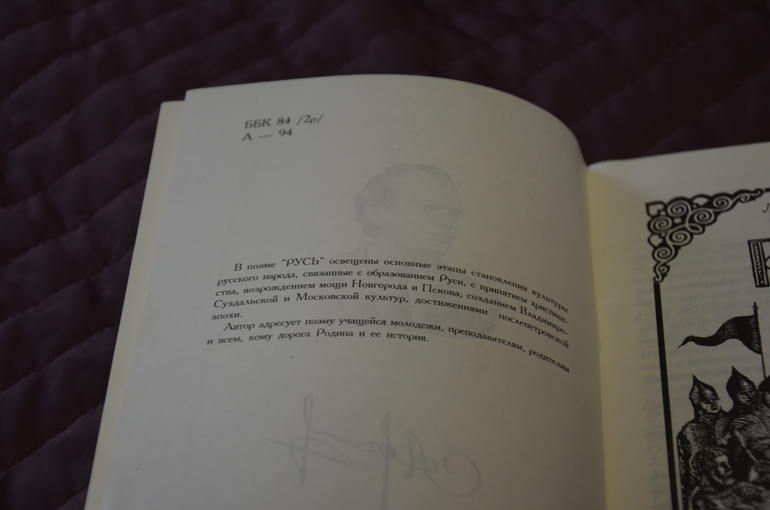 ББК 84 /2р/
А — 94
В поэме “РУСЬ” освещены основные этапы становления культуры
русского народа, связанные с образованием Руси, с принятием христиан-
ства, возрождением мощи Новгорода и Пскова, созданием Владимиро-
Суздальской и Московской культур, достижениями послепетровской
эпохи.
Автор адресует поэму учащейся молодежи, преподавателям, родителям
и всем, кому дорога Родина и ее история.